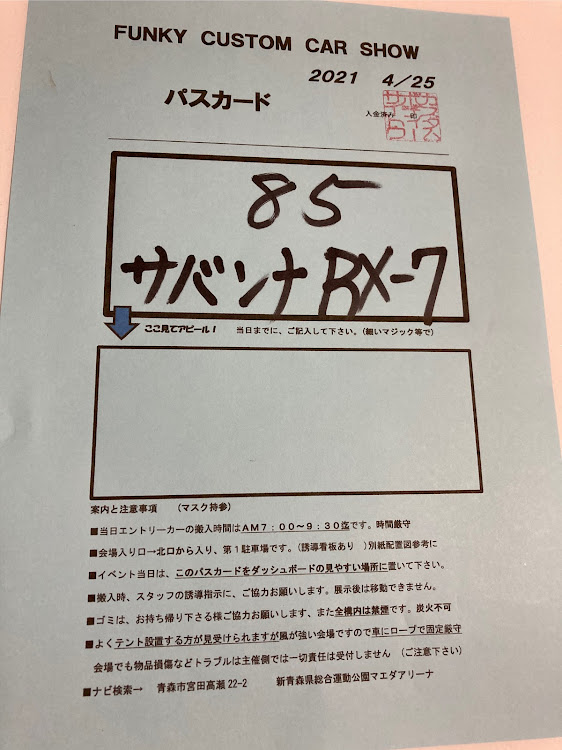 FUNKY CUSTOM CAR SHOW
2021 4/25
パスカード
入金済み 印
85
サバンナ RX-7
ここ見てアピール! 当日までに、ご記入して下さい。(細いマジック等で)
案内と注意事項 (マスク持参)
■当日エントリーカーの搬入時間はAM7:00~9:30迄です。時間厳守
■会場入り口→北口から入り、第1駐車場です。(誘導看板あり )別紙配置図参考に
■イベント当日は、このパスカードをダッシュボードの見やすい場所に置いて下さい。
■搬入時、スタッフの誘導指示に、ご協力お願いします。展示後は移動できません。
■ゴミは、お持ち帰り下さる様ご協力お願いします、また全構内は禁煙です。炭火不可
■よくテント設置する方が見受けられますが風が強い会場ですので車にロープで固定厳守
会場でも物品損傷などトラブルは主催側では一切責任は受付しません (ご注意下さい)
■ナビ検索→ 青森市宮田高瀬22-2 新青森県総合運動公園マエダアリーナ